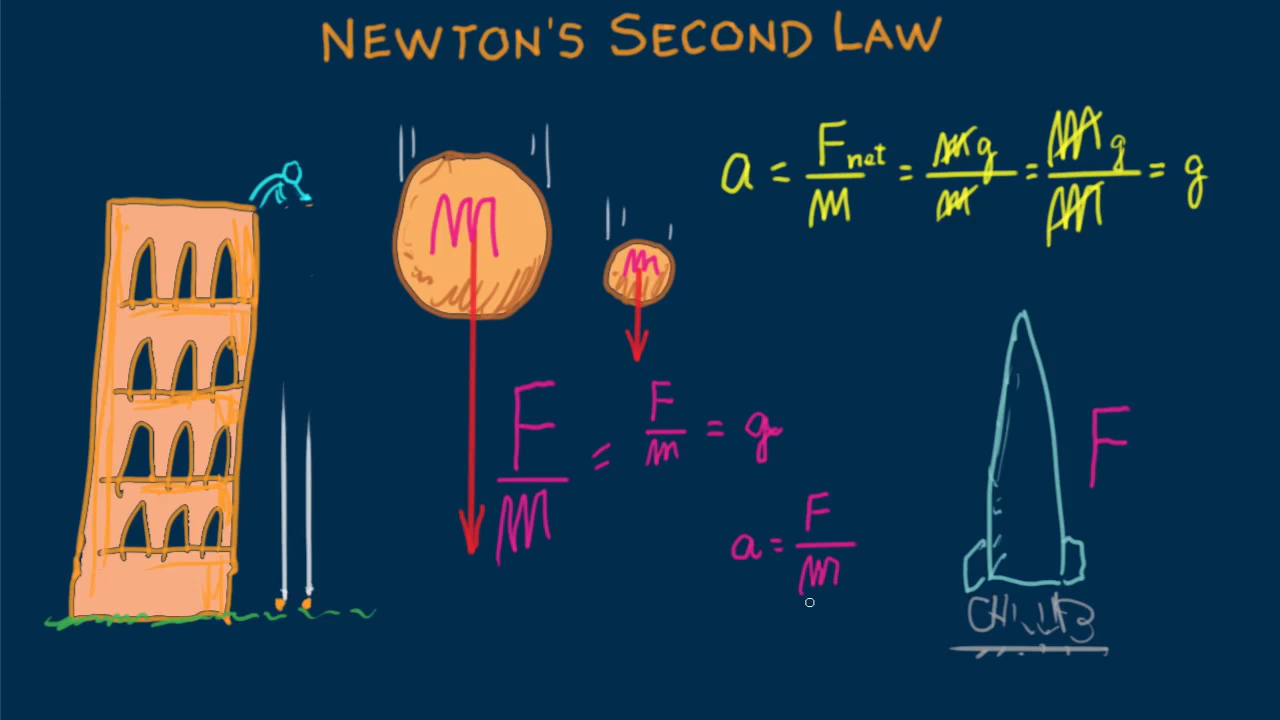 NEWTON'S SECOND LAW
a = Fnet/m = mg/m = Mg/M = g
M
m
F/M = F/m = g
F
a = F/m